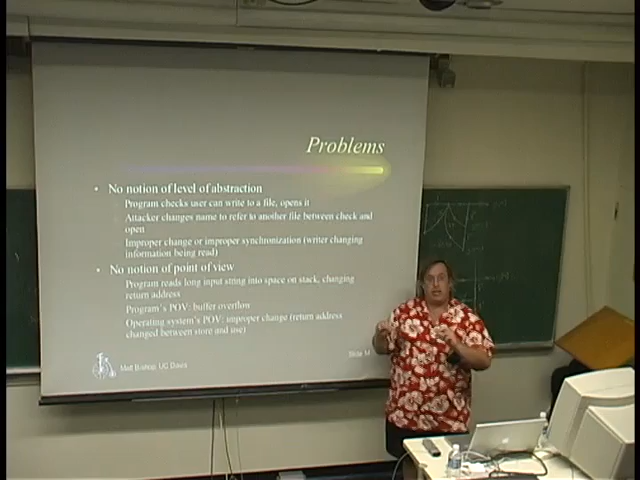 Problems
• No notion of level of abstraction
Program checks user can write to a file, opens it
Attacker changes name to refer to another file between check and
open
Improper change or improper synchronization (writer changing
information being read)
• No notion of point of view
Program reads long input string into space on stack, changing
return address
Program's POV: buffer overflow
Operating system's POV: improper change (return address
changed between store and use)
Matt Bishop, UC Davis
Slide